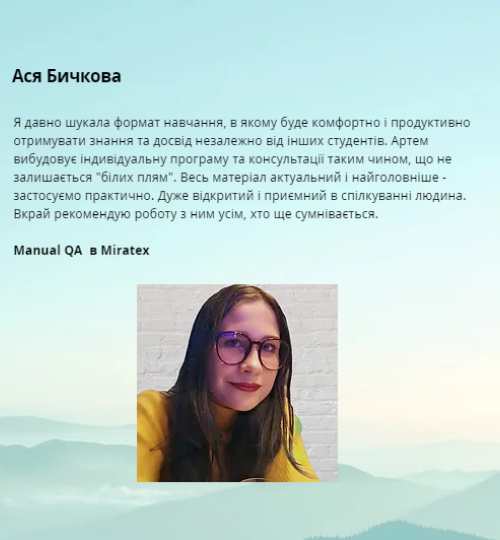 Ася Бичкова
Я давно шукала формат навчання, в якому буде комфортно і продуктивно
отримувати знання та досвід незалежно від інших студентів. Артем
вибудовує індивідуальну програму та консультації таким чином, що не
залишається "білих плям". Весь матеріал актуальний і найголовніше -
застосуємо практично. Дуже відкритий і приємний в спілкуванні людина.
Вкрай рекомендую роботу з ним усім, хто ще сумнівається.
Manual QA в Miratex